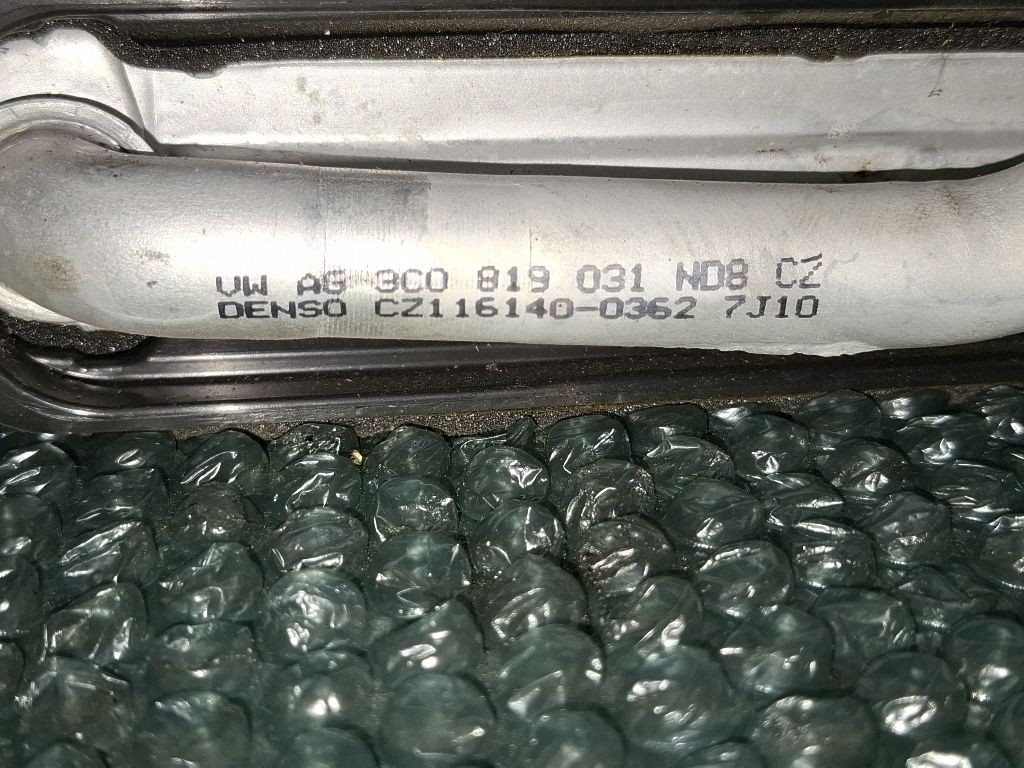 VW AG 3C0 819 031 ND8 CZ
DENSO CZ116140-0362 7J10